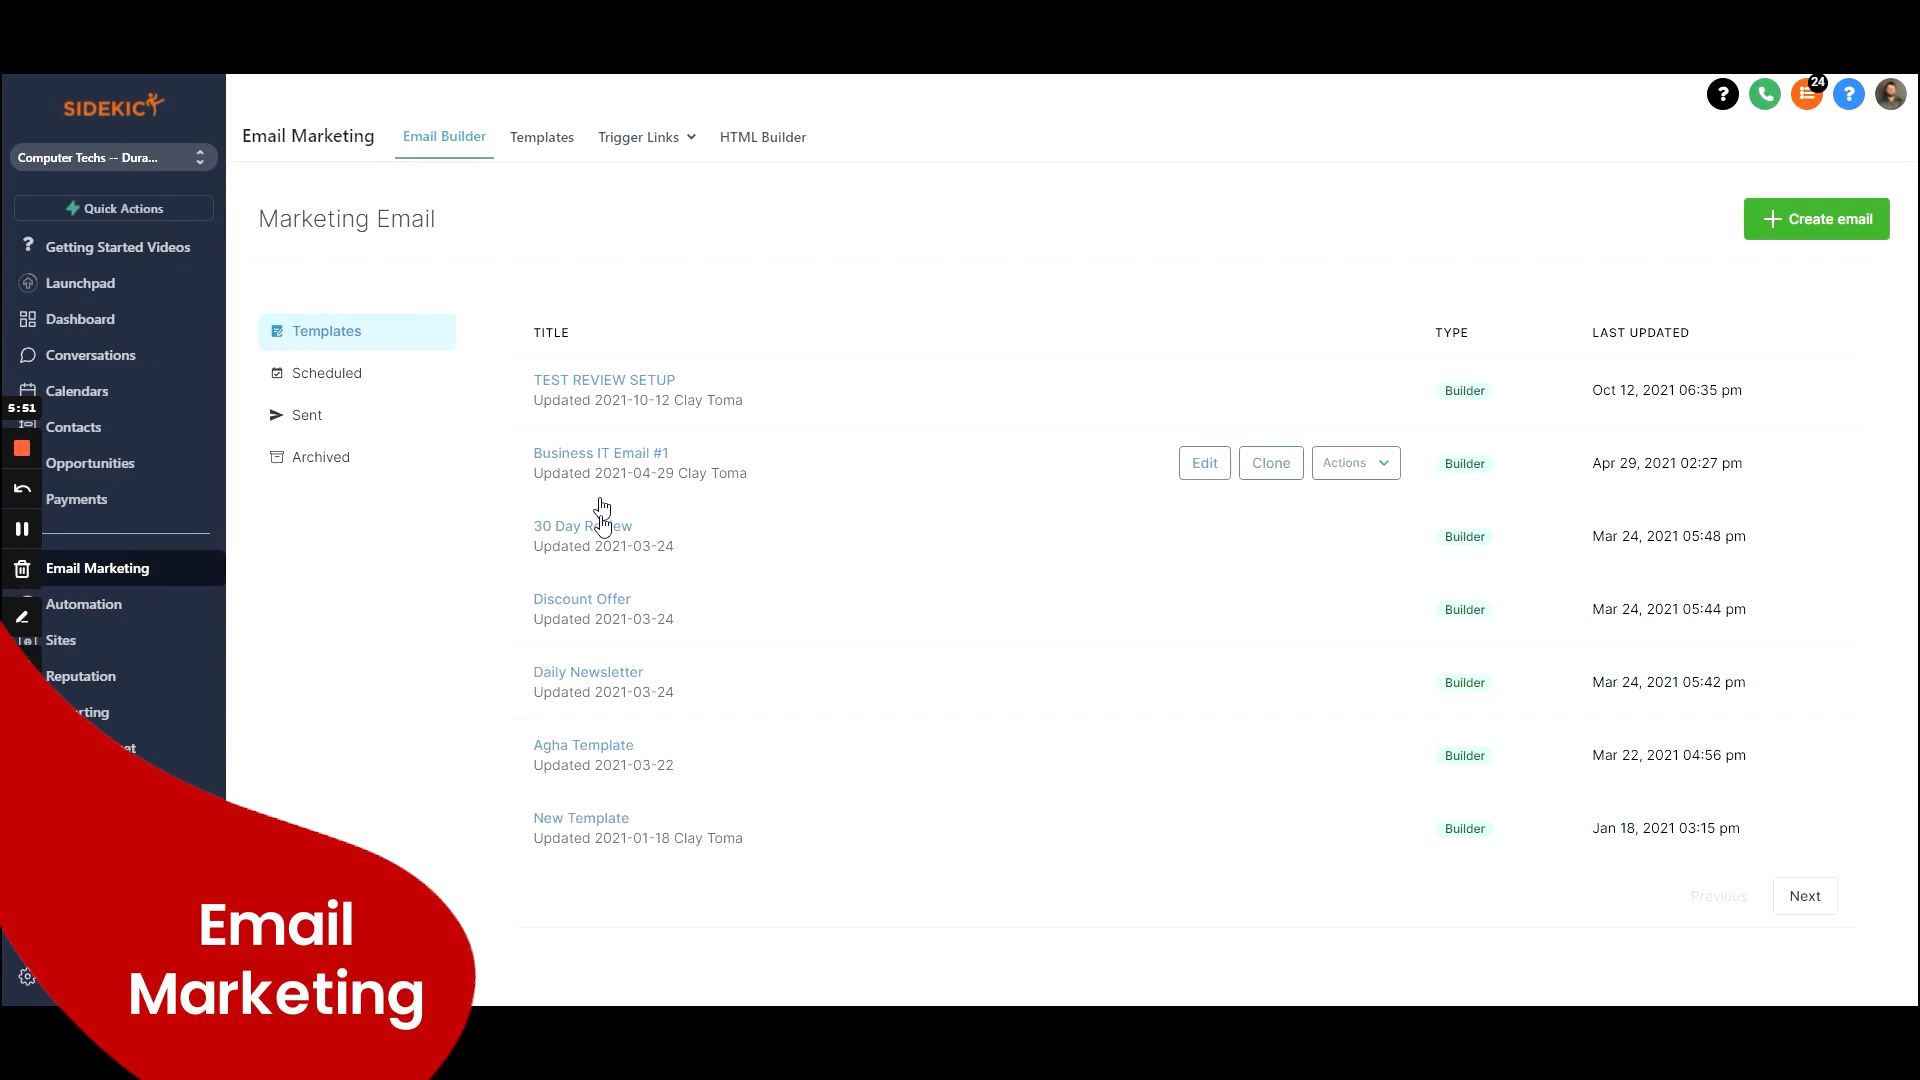 24
SIDEKIC
Email Marketing
Email Builder
Templates
Trigger Links
HTML Builder
Computer Techs -- Dura...
Quick Actions
Getting Started Videos
Launchpad
Dashboard
Conversations
Calendars
5:51
Contacts
Opportunities
Payments
Email Marketing
Automation
Sites
Reputation
rting
et
Marketing Email
Create email
Templates
Scheduled
Sent
Archived
TITLE
TYPE
LAST UPDATED
TEST REVIEW SETUP
Updated 2021-10-12 Clay Toma
Builder
Oct 12, 2021 06:35 pm
Business IT Email #1
Updated 2021-04-29 Clay Toma
Edit
Clone
Actions
Builder
Apr 29, 2021 02:27 pm
30 Day Review
Updated 2021-03-24
Builder
Mar 24, 2021 05:48 pm
Discount Offer
Updated 2021-03-24
Builder
Mar 24, 2021 05:44 pm
Daily Newsletter
Updated 2021-03-24
Builder
Mar 24, 2021 05:42 pm
Agha Template
Updated 2021-03-22
Builder
Mar 22, 2021 04:56 pm
New Template
Updated 2021-01-18 Clay Toma
Builder
Jan 18, 2021 03:15 pm
Previous
Next
Email
Marketing